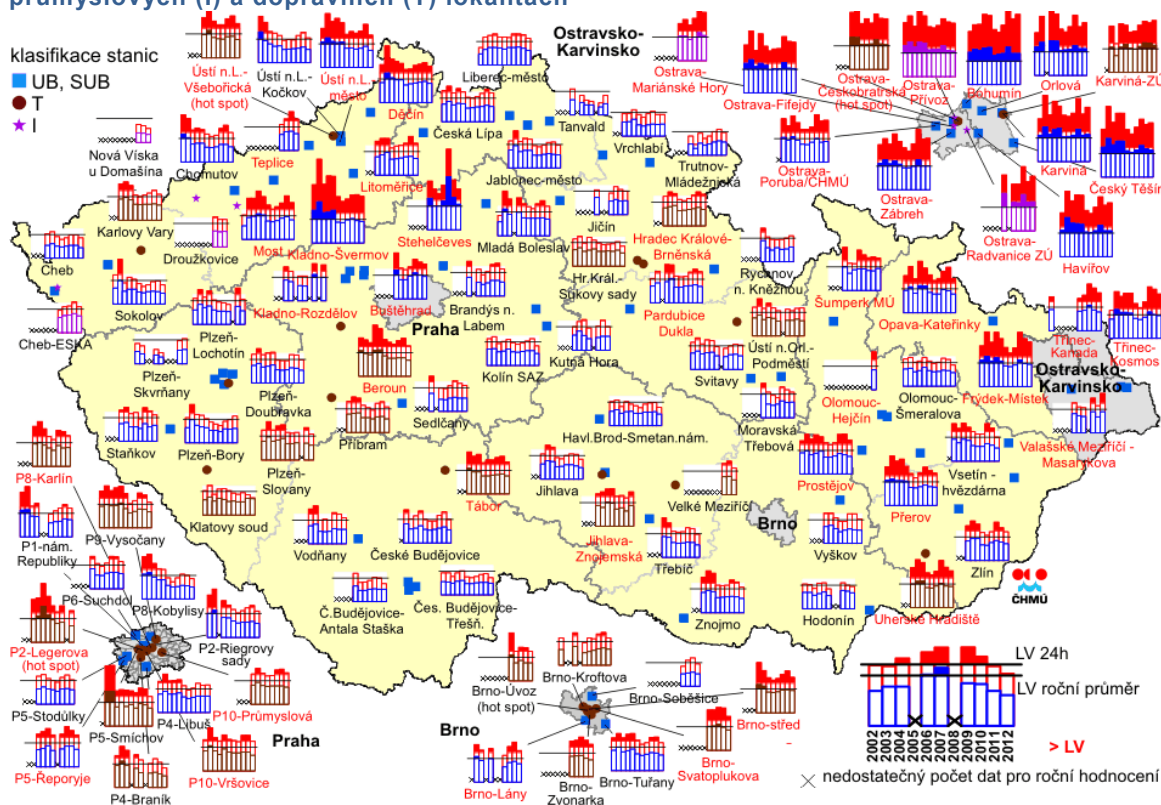 průmyslových (I) a dopravních (T) lokalitách
klasifikace stanic
UB, SUB
T
I
Ústí n.L.-
Všebořická
(hot spot)
Ústí n.L.-
Kočkov
Ústí n.L.-
město
Děčín
Liberec-město
Ostravsko-
Karvinsko
Ostrava-
Mariánské Hory
Ostrava-Fifejdy
Ostrava-
Českobratrská
(hot spot)
Ostrava-
Přívoz
Bohumín
Orlová
Karviná-ZÚ
Nová Víska
u Domašína
Chomutov
Teplice
Česká Lípa
Tanvald
Vrchlabí
Trutnov-
Mládežnická
Ostrava-
Poruba/CHMÚ
Ostrava-
Zábřeh
Karviná
Český Těšín
Karlovy Vary
Droužkovice
Litoměřice
Jablonec-město
Ostrava-
Radvanice ZÚ
Havířov
Cheb
Sokolov
Most
Kladno-Švermov
Stehelčeves
Mladá Boleslav
Jičín
Hradec Králové-
Brněnská
Hr.Král.-
Sukovy sady
Rychnov
n. Kněžnou
Šumperk MÚ
Opava-Kateřinky
Třinec-
Kanada
Třinec-
Kosmos
Cheb-ESKA
Plzeň-
Lochotín
Kladno-Rozdělov
Buštěhrad
Praha
Brandýs n.
Labem
Pardubice
Dukla
Plzeň-
Skvrňany
Plzeň-
Doubravka
Beroun
Kolín SAZ
Kutná Hora
Ústí n.Orl.-
Podměstí
Svitavy
Olomouc-
Hejčín
Olomouc-
Šmeralova
Frýdek-Místek
Ostravsko-
Karvinsko
Staňkov
Plzeň-Bory
Příbram
Sedlčany
Havl.Brod-Smetan.nám.
Moravská
Třebová
Valašské Meziříčí -
Masarykova
P8-Karlín
Plzeň-
Slovany
Tábor
Jihlava
Velké Meziříčí
Prostějov
Přerov
Vsetín -
hvězdárna
P1-nám.
Republiky
P9-Vysočany
Klatovy soud
Vodňany
České Budějovice
Jihlava-
Znojemská
Třebíč
Brno
Vyškov
Zlín
P6-Suchdol
P8-Kobylisy
Č.Budějovice-
Antala Staška
Čes. Budějovice-
Třešň.
Znojmo
Hodonín
Uherské Hradiště
ČHMÚ
P2-Legerova
(hot spot)
P2-Riegrovy
sady
P5-Stodůlky
P5-Smíchov
P4-Libuš
P10-Průmyslová
Praha
P5-Řeporyje
P4-Braník
P10-Vršovice
Brno-Úvoz
(hot spot)
Brno-Kroftova
Brno-Soběšice
Brno-střed
-
Brno
Brno-Lány
Brno-
Zvonarka
Brno-Tuřany
Brno-
Svatoplukova
LV 24h
LV roční průměr
2002 2003 2004 2005 2006 2007 2008 2009 2010 2011 2012
> LV
nedostatečný počet dat pro roční hodnocení